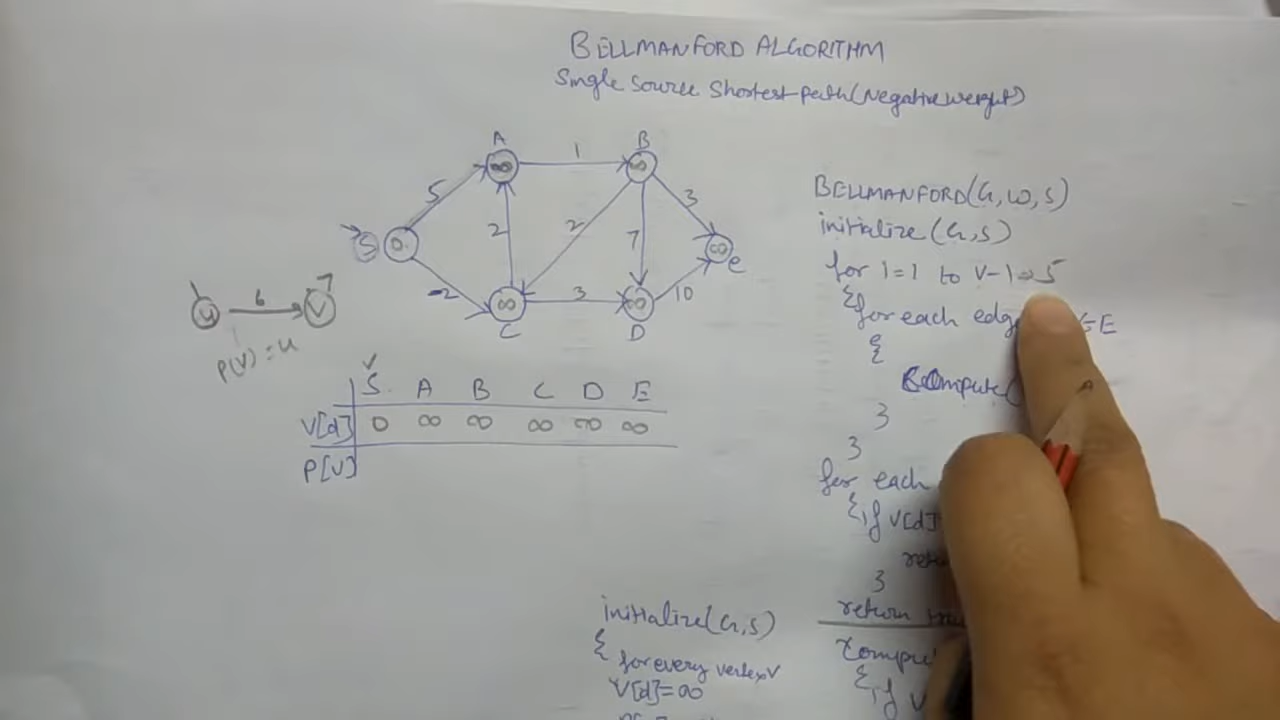 BELLMANFORD ALGORITHM
Single Source Shortest path (Negative weight)
A
1
B
5
3
S
0
2
2
7
∞
∞
∞
∞
∞
e
-2
3
10
C
D
u
6
V
7
P(V) = u
S A B C D E
V[d] 0 ∞ ∞ ∞ ∞ ∞
P[V]
BELLMANFORD(G, W, S)
initialize (G, S)
for i = 1 to V-1 ⇒ 5
{
for each edge ∈ E
{
Compute(
}
}
for each
{ if V[d]
}
return
initialize(G, S)
{
for every vertex V
V[d] = ∞
{ if V